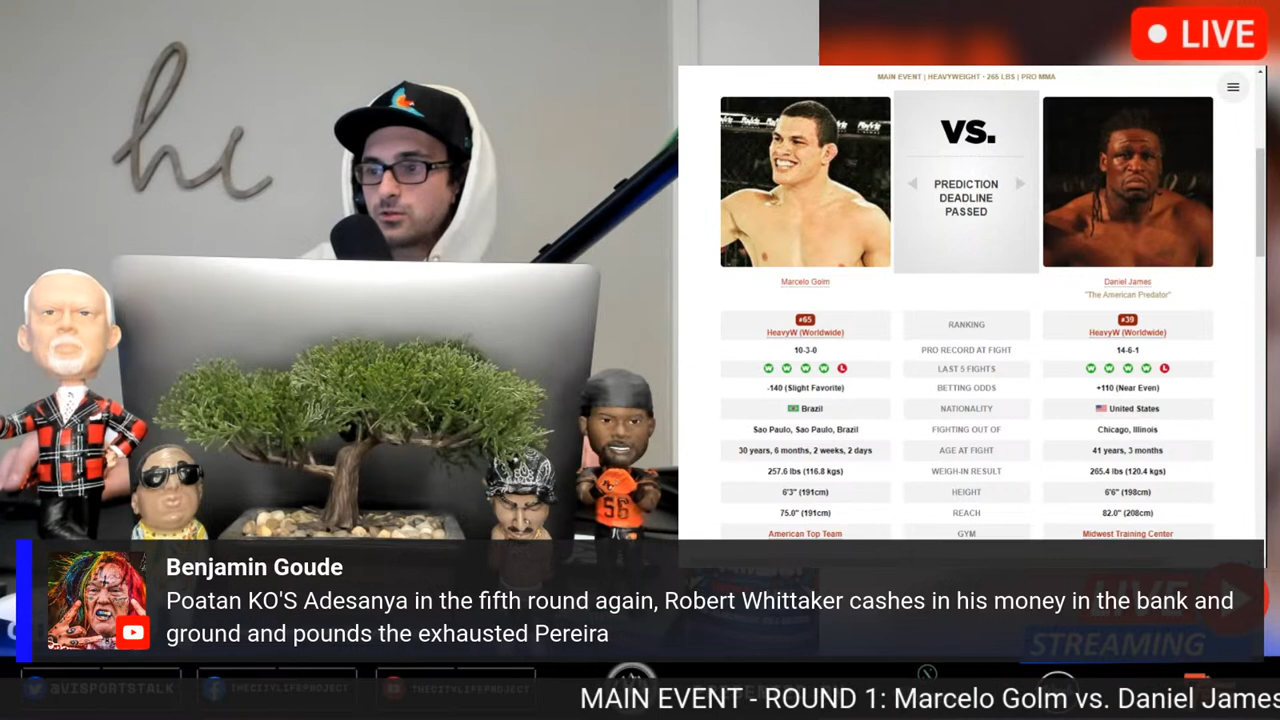 hi
LIVE
MAIN EVENT | HEAVYWEIGHT · 265 LBS | PRO MMA
VS.
PREDICTION
DEADLINE
PASSED
Marcelo Golm
Daniel James
"The American Predator"
#65
HeavyW (Worldwide)
RANKING
#39
HeavyW (Worldwide)
10-3-0
PRO RECORD AT FIGHT
14-6-1
W W W W L
LAST 5 FIGHTS
W W W W L
-140 (Slight Favorite)
BETTING ODDS
+110 (Near Even)
Brazil
NATIONALITY
United States
Sao Paulo, Sao Paulo, Brazil
FIGHTING OUT OF
Chicago, Illinois
30 years, 6 months, 2 weeks, 2 days
AGE AT FIGHT
41 years, 3 months
257.6 lbs (116.8 kgs)
WEIGH-IN RESULT
265.4 lbs (120.4 kgs)
6'3" (191cm)
HEIGHT
6'6" (198cm)
75.0" (191cm)
REACH
82.0" (208cm)
American Top Team
GYM
Midwest Training Center
56
Benjamin Goude
Poatan KO'S Adesanya in the fifth round again, Robert Whittaker cashes in his money in the bank and
ground and pounds the exhausted Pereira
LIVE
STREAMING
@VISPORTSTALK
THECITYLIFEPROJECT
THECITYLIFEPROJECT
MAIN EVENT - ROUND 1: Marcelo Golm vs. Daniel James